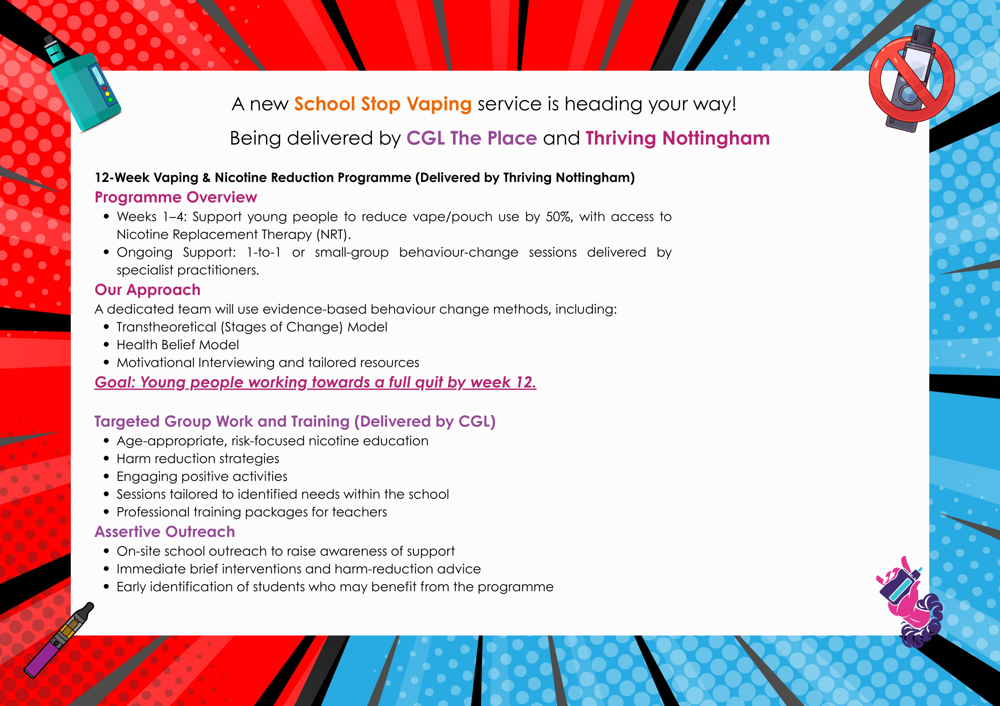 A new School Stop Vaping service is heading your way!
Being delivered by CGL The Place and Thriving Nottingham
12-Week Vaping & Nicotine Reduction Programme (Delivered by Thriving Nottingham)
Programme Overview
• Weeks 1–4: Support young people to reduce vape/pouch use by 50%, with access to
Nicotine Replacement Therapy (NRT).
• Ongoing Support: 1-to-1 or small-group behaviour-change sessions delivered by
specialist practitioners.
Our Approach
A dedicated team will use evidence-based behaviour change methods, including:
• Transtheoretical (Stages of Change) Model
• Health Belief Model
• Motivational Interviewing and tailored resources
Goal: Young people working towards a full quit by week 12.
Targeted Group Work and Training (Delivered by CGL)
• Age-appropriate, risk-focused nicotine education
• Harm reduction strategies
• Engaging positive activities
• Sessions tailored to identified needs within the school
• Professional training packages for teachers
Assertive Outreach
• On-site school outreach to raise awareness of support
• Immediate brief interventions and harm-reduction advice
• Early identification of students who may benefit from the programme